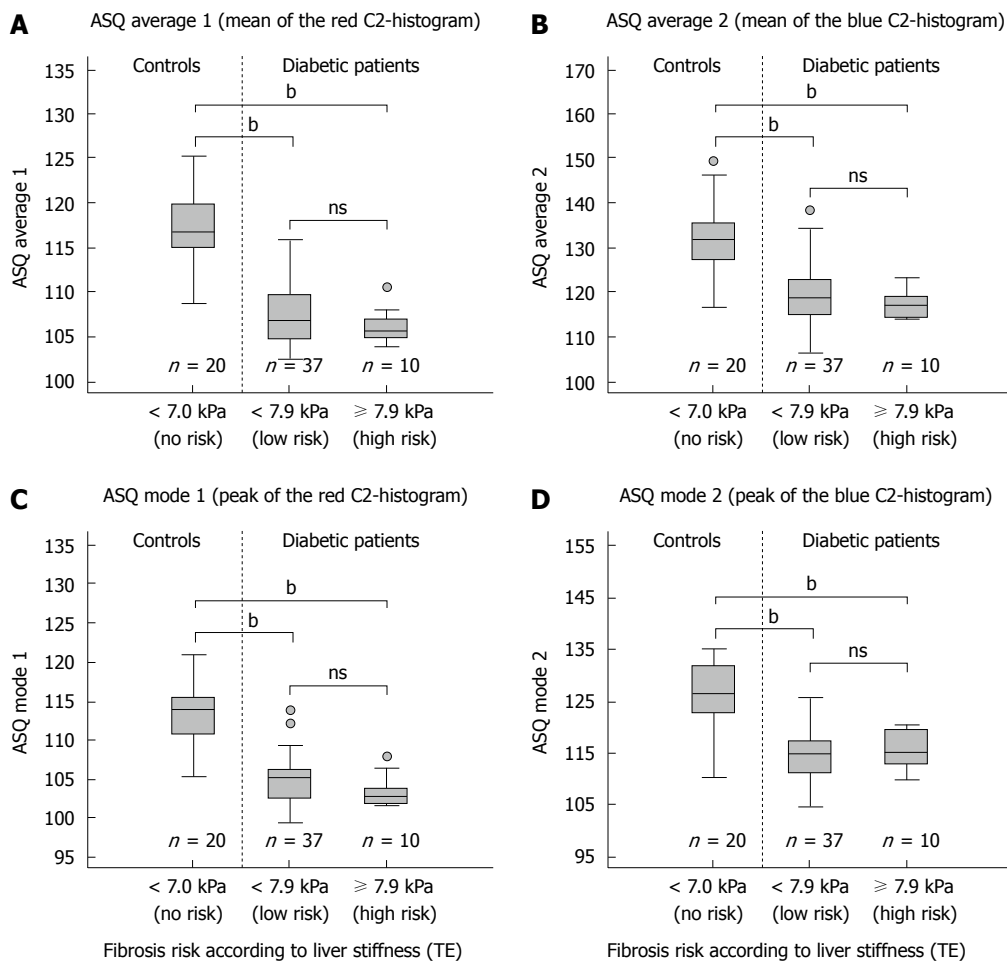 A
ASQ average 1 (mean of the red C2-histogram)
Controls
Diabetic patients
ASQ average 1
135
130
125
120
115
110
105
100
b
b
ns
n = 20
n = 37
n = 10
< 7.0 kPa
< 7.9 kPa
⩾ 7.9 kPa
(no risk)
(low risk)
(high risk)
B
ASQ average 2 (mean of the blue C2-histogram)
Controls
Diabetic patients
ASQ average 2
170
160
150
140
130
120
110
100
b
b
ns
n = 20
n = 37
n = 10
< 7.0 kPa
< 7.9 kPa
⩾ 7.9 kPa
(no risk)
(low risk)
(high risk)
C
ASQ mode 1 (peak of the red C2-histogram)
Controls
Diabetic patients
ASQ mode 1
135
130
125
120
115
110
105
100
95
b
b
ns
n = 20
n = 37
n = 10
< 7.0 kPa
< 7.9 kPa
⩾ 7.9 kPa
(no risk)
(low risk)
(high risk)
Fibrosis risk according to liver stiffness (TE)
D
ASQ mode 2 (peak of the blue C2-histogram)
Controls
Diabetic patients
ASQ mode 2
155
145
135
125
115
105
95
b
b
ns
n = 20
n = 37
n = 10
< 7.0 kPa
< 7.9 kPa
⩾ 7.9 kPa
(no risk)
(low risk)
(high risk)
Fibrosis risk according to liver stiffness (TE)